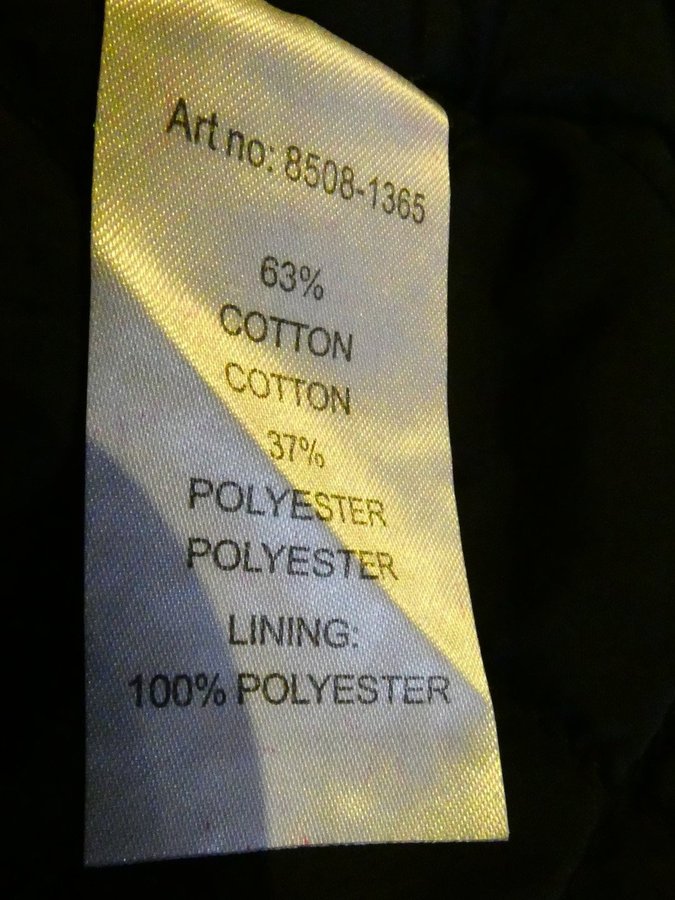 Art no: 8508-1365
63%
COTTON
COTTON
37%
POLYESTER
POLYESTER
LINING:
100% POLYESTER